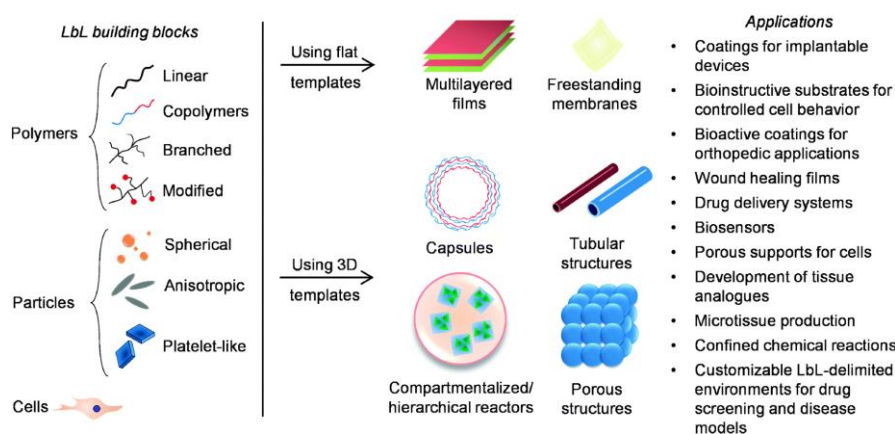 LbL building blocks
Polymers
Linear
Copolymers
Branched
Modified
Particles
Spherical
Anisotropic
Platelet-like
Cells
Using flat
templates
Multilayered
films
Freestanding
membranes
Using 3D
templates
Capsules
Tubular
structures
Compartmentalized/
hierarchical reactors
Porous
structures
Applications
• Coatings for implantable
devices
• Bioinstructive substrates for
controlled cell behavior
• Bioactive coatings for
orthopedic applications
• Wound healing films
• Drug delivery systems
• Biosensors
• Porous supports for cells
• Development of tissue
analogues
• Microtissue production
• Confined chemical reactions
• Customizable LbL-delimited
environments for drug
screening and disease
models